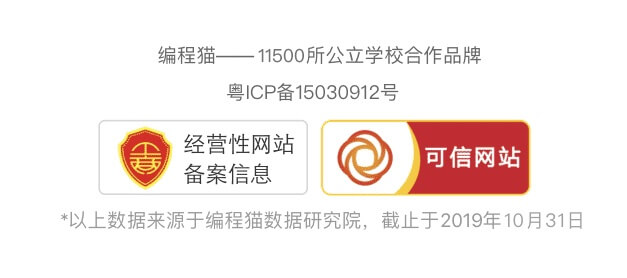 编程猫—— 11500所公立学校合作品牌
粤ICP备15030912号
经营性网站
备案信息
可信网站
*以上数据来源于编程猫数据研究院，截止于2019年10月31日